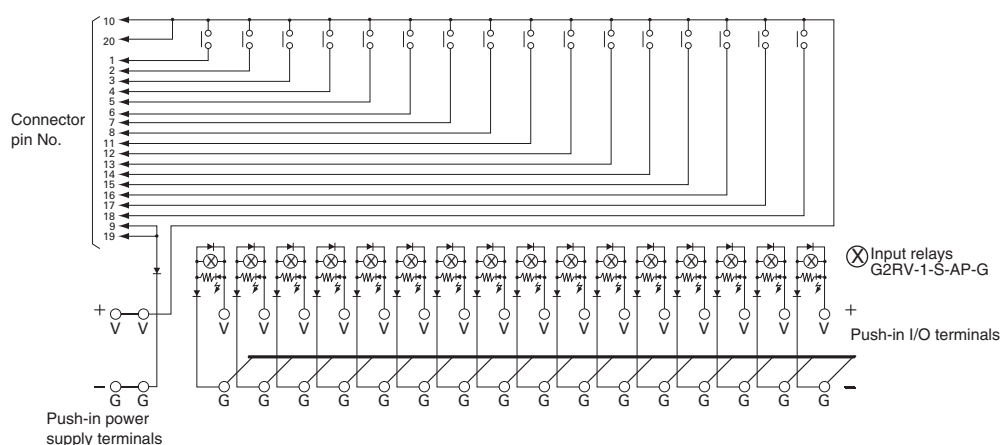 10
20
1
2
3
4
5
6
7
8
11
12
13
14
15
16
17
18
9
19
Connector
pin No.
Input relays
G2RV-1-S-AP-G
+ V V V V V V V V V V V V V V V V V V +
Push-in I/O terminals
− G G G G G G G G G G G G G G G G G G −
Push-in power
supply terminals